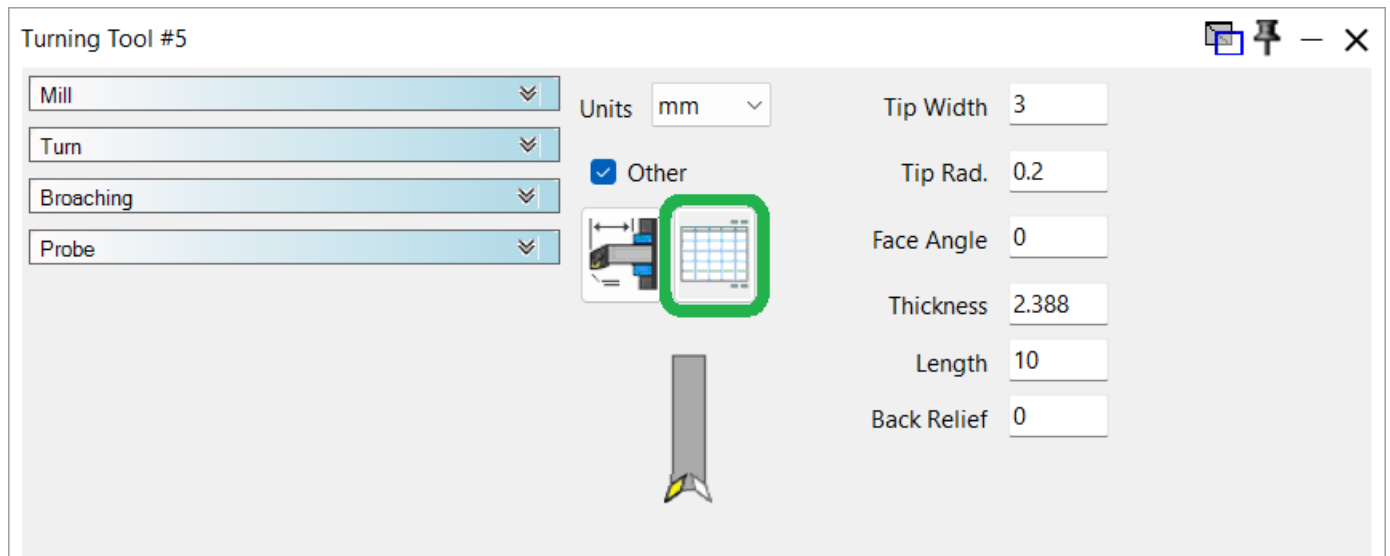 Turning Tool #5
Mill
Turn
Broaching
Probe
Units mm
Other
Tip Width 3
Tip Rad. 0.2
Face Angle 0
Thickness 2.388
Length 10
Back Relief 0